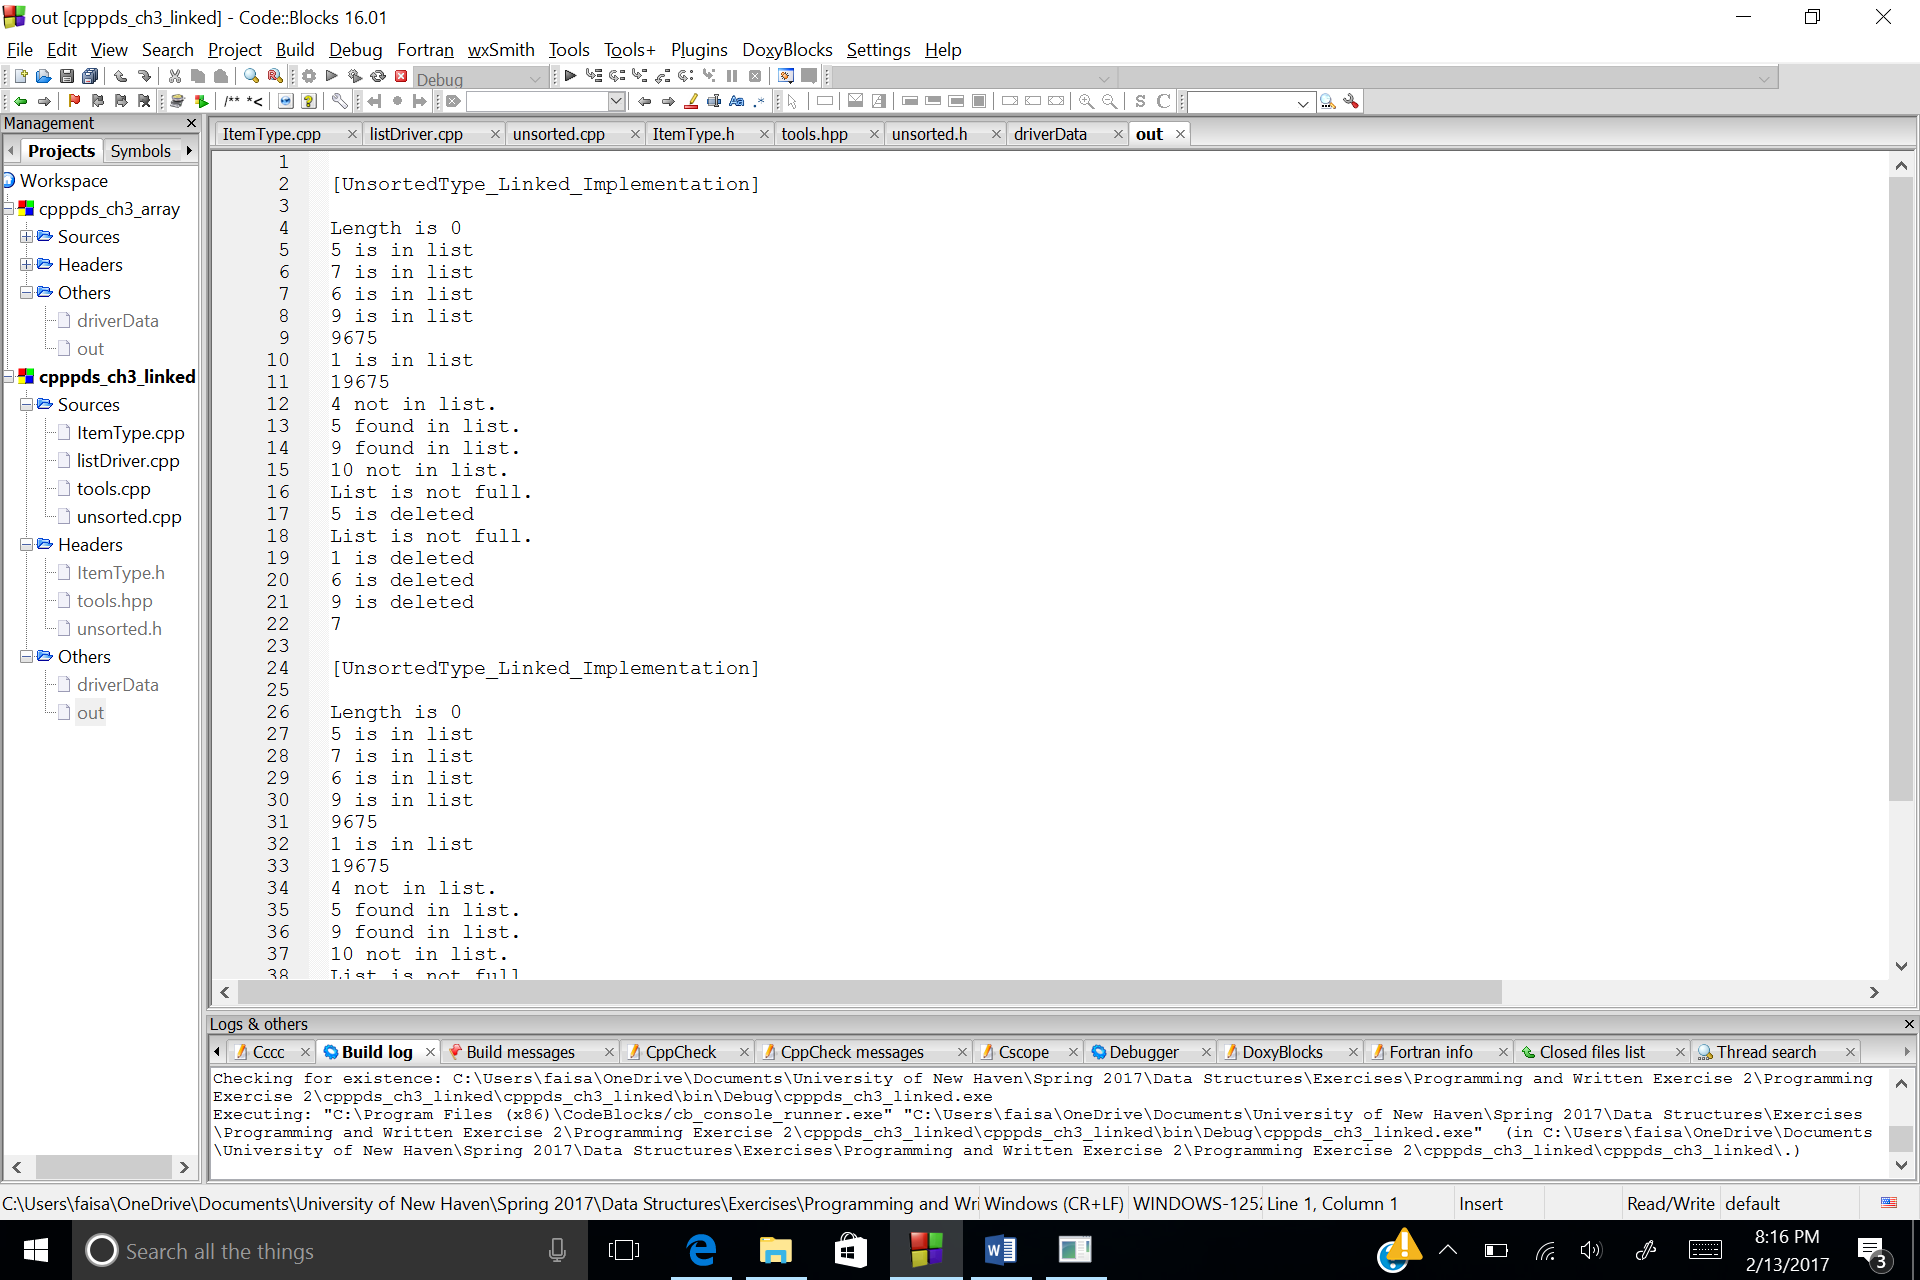 out [cpppds_ch3_linked] - Code::Blocks 16.01
File Edit View Search Project Build Debug Fortran wxSmith Tools Tools+ Plugins DoxyBlocks Settings Help
Debug
/** *<
S C
Management
Projects Symbols
Workspace
cpppds_ch3_array
Sources
Headers
Others
driverData
out
cpppds_ch3_linked
Sources
ItemType.cpp
listDriver.cpp
tools.cpp
unsorted.cpp
Headers
ItemType.h
tools.hpp
unsorted.h
Others
driverData
out
ItemType.cpp listDriver.cpp unsorted.cpp ItemType.h tools.hpp unsorted.h driverData out
1
2 [UnsortedType_Linked_Implementation]
3
4 Length is 0
5 5 is in list
6 7 is in list
7 6 is in list
8 9 is in list
9 9675
10 1 is in list
11 19675
12 4 not in list.
13 5 found in list.
14 9 found in list.
15 10 not in list.
16 List is not full.
17 5 is deleted
18 List is not full.
19 1 is deleted
20 6 is deleted
21 9 is deleted
22 7
23
24 [UnsortedType_Linked_Implementation]
25
26 Length is 0
27 5 is in list
28 7 is in list
29 6 is in list
30 9 is in list
31 9675
32 1 is in list
33 19675
34 4 not in list.
35 5 found in list.
36 9 found in list.
37 10 not in list.
38 List is not full
Logs & others
Cccc Build log Build messages CppCheck CppCheck messages Cscope Debugger DoxyBlocks Fortran info Closed files list Thread search
Checking for existence: C:\Users\faisa\OneDrive\Documents\University of New Haven\Spring 2017\Data Structures\Exercises\Programming and Written Exercise 2\Programming
Exercise 2\cpppds_ch3_linked\cpppds_ch3_linked\bin\Debug\cpppds_ch3_linked.exe
Executing: "C:\Program Files (x86)\CodeBlocks/cb_console_runner.exe" "C:\Users\faisa\OneDrive\Documents\University of New Haven\Spring 2017\Data Structures\Exercises
\Programming and Written Exercise 2\Programming Exercise 2\cpppds_ch3_linked\cpppds_ch3_linked\bin\Debug\cpppds_ch3_linked.exe" (in C:\Users\faisa\OneDrive\Documents
\University of New Haven\Spring 2017\Data Structures\Exercises\Programming and Written Exercise 2\Programming Exercise 2\cpppds_ch3_linked\cpppds_ch3_linked\.)
C:\Users\faisa\OneDrive\Documents\University of New Haven\Spring 2017\Data Structures\Exercises\Programming and Wri Windows (CR+LF) WINDOWS-1252 Line 1, Column 1 Insert Read/Write default
Search all the things
8:16 PM
2/13/2017
3